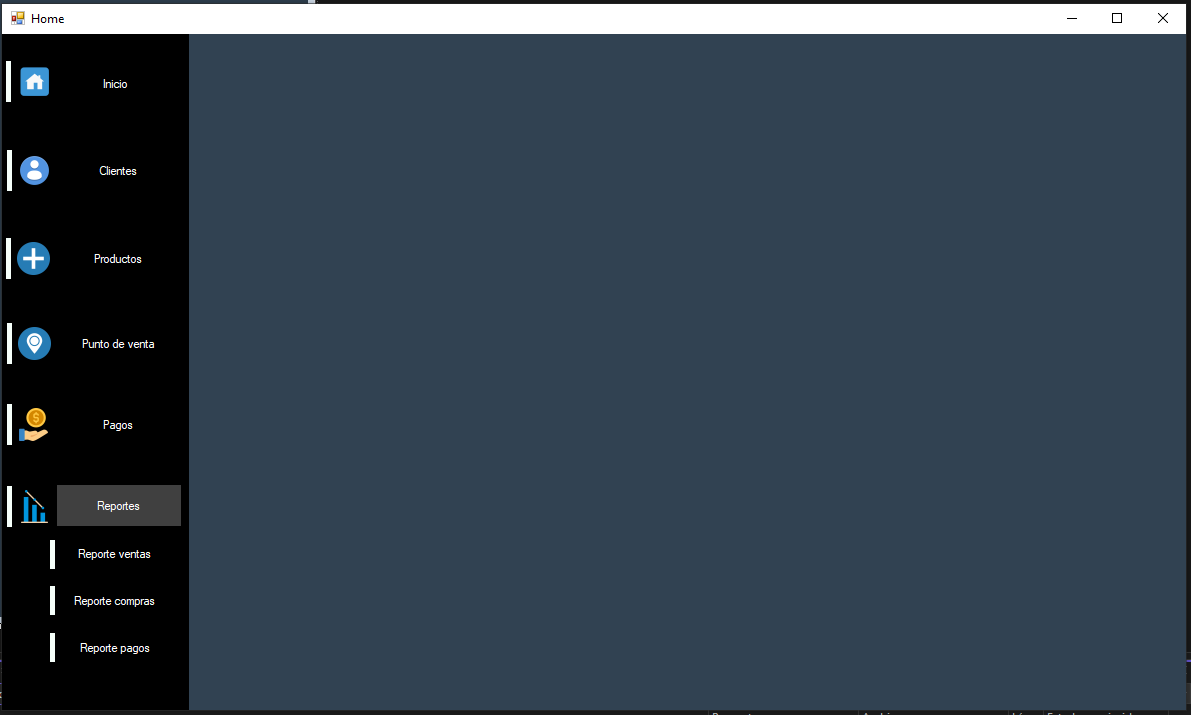 Home
Inicio
Clientes
Productos
Punto de venta
Pagos
Reportes
Reporte ventas
Reporte compras
Reporte pagos